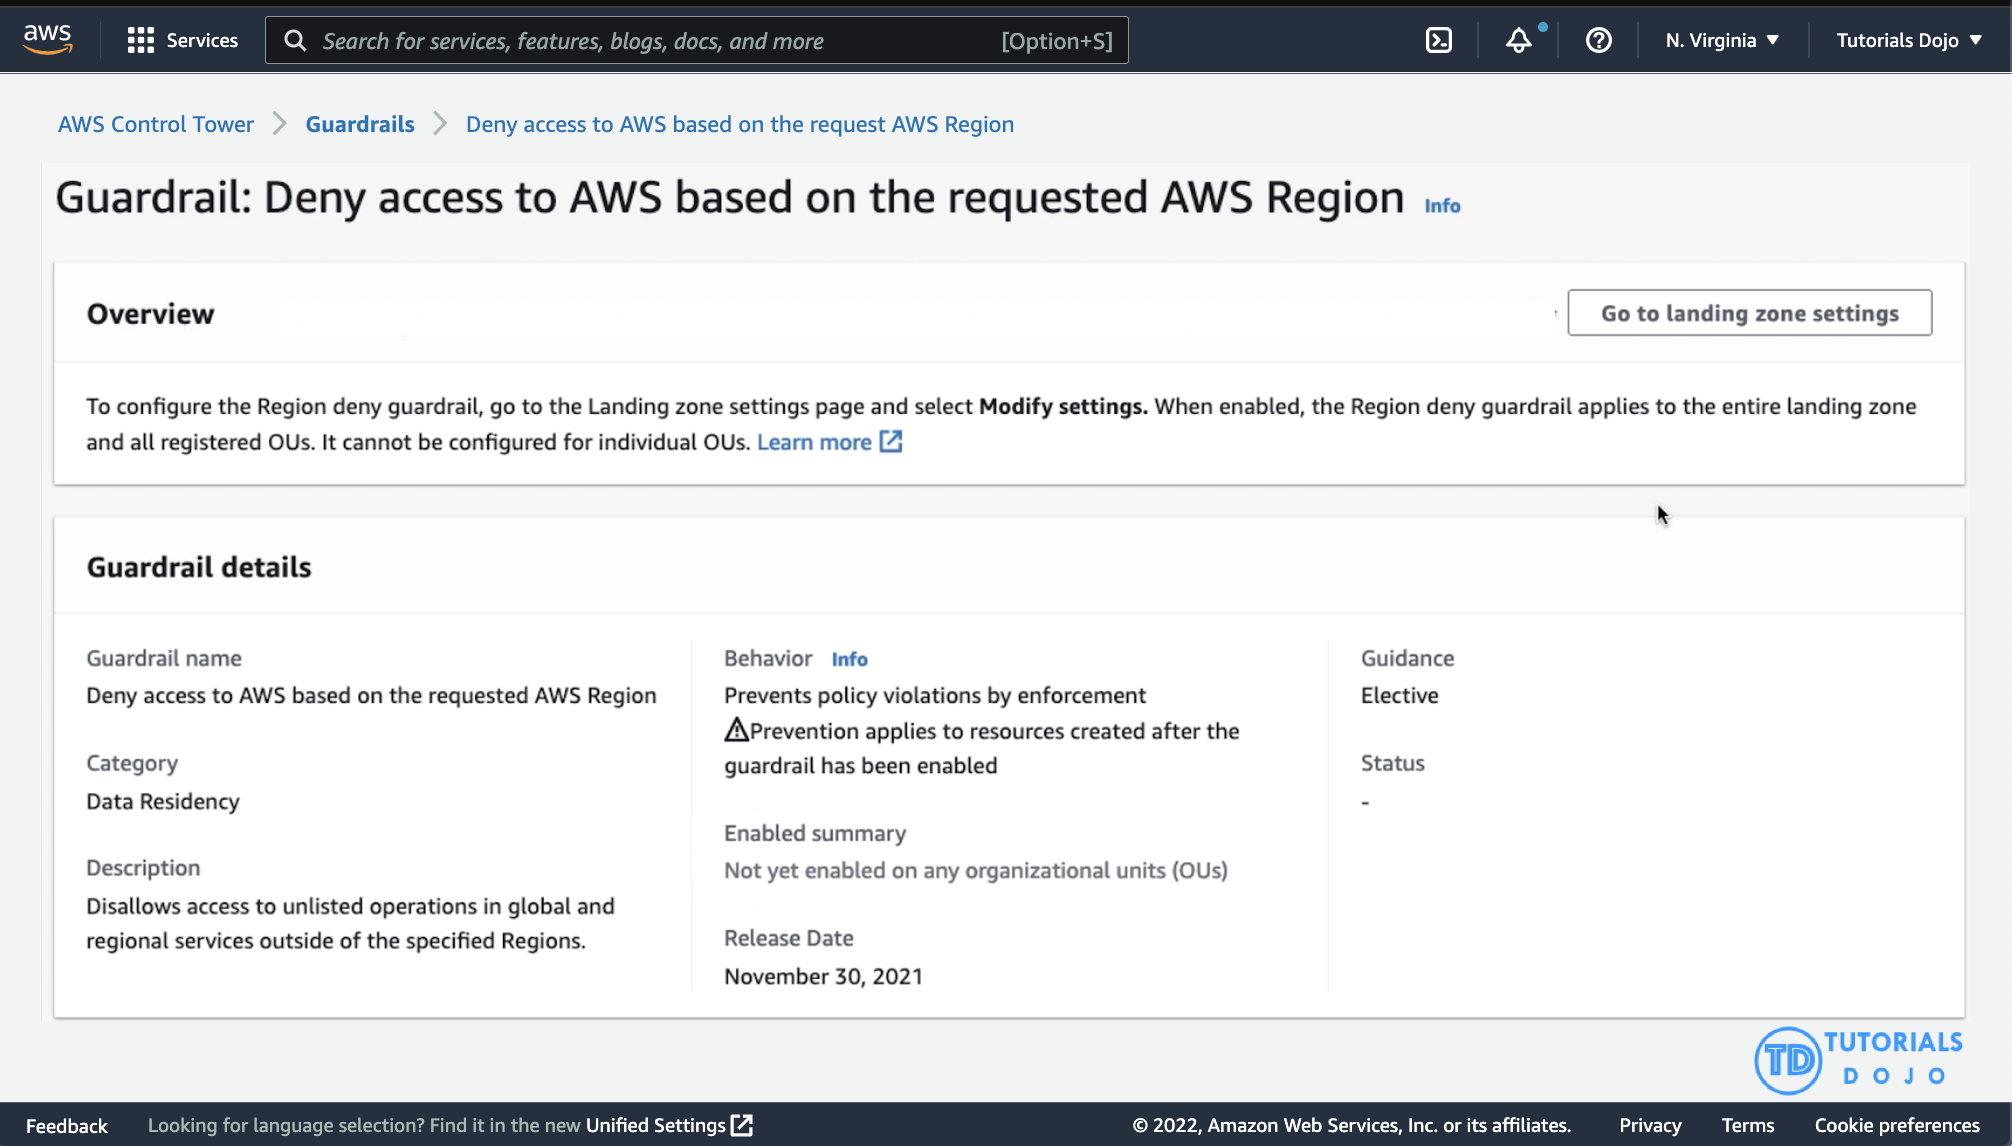 aws
Services
Search for services, features, blogs, docs, and more
[Option+S]
N. Virginia ▼
Tutorials Dojo ▼
AWS Control Tower > Guardrails > Deny access to AWS based on the request AWS Region
Guardrail: Deny access to AWS based on the requested AWS Region Info
Overview
Go to landing zone settings
To configure the Region deny guardrail, go to the Landing zone settings page and select Modify settings. When enabled, the Region deny guardrail applies to the entire landing zone
and all registered OUs. It cannot be configured for individual OUs. Learn more
Guardrail details
Guardrail name
Deny access to AWS based on the requested AWS Region
Category
Data Residency
Description
Disallows access to unlisted operations in global and
regional services outside of the specified Regions.
Behavior Info
Prevents policy violations by enforcement
⚠Prevention applies to resources created after the
guardrail has been enabled
Enabled summary
Not yet enabled on any organizational units (OUs)
Release Date
November 30, 2021
Guidance
Elective
Status
-
TD
TUTORIALS
DOJO
Feedback
Looking for language selection? Find it in the new Unified Settings
© 2022, Amazon Web Services, Inc. or its affiliates.
Privacy
Terms
Cookie preferences